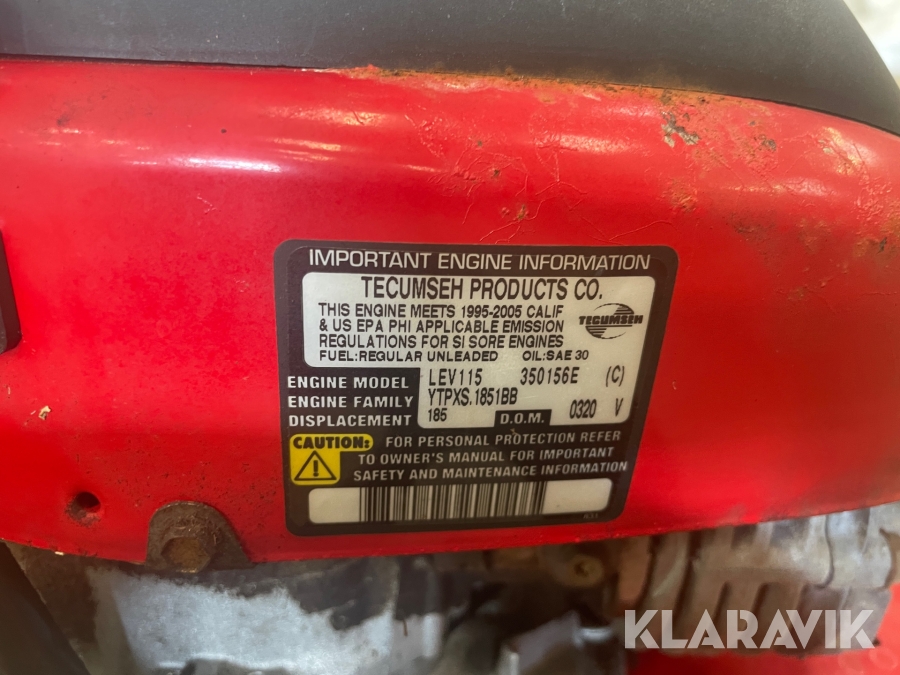 IMPORTANT ENGINE INFORMATION
TECUMSEH PRODUCTS CO.
THIS ENGINE MEETS 1995-2005 CALIF
& US EPA PHI APPLICABLE EMISSION
REGULATIONS FOR SI SORE ENGINES
FUEL:REGULAR UNLEADED OIL:SAE 30
TECUMSEH
ENGINE MODEL LEV115 350156E (C)
ENGINE FAMILY YTPXS.1851BB
DISPLACEMENT 185 D.O.M. 0320 V
CAUTION: FOR PERSONAL PROTECTION REFER
TO OWNER'S MANUAL FOR IMPORTANT
SAFETY AND MAINTENANCE INFORMATION
KLARAVIK